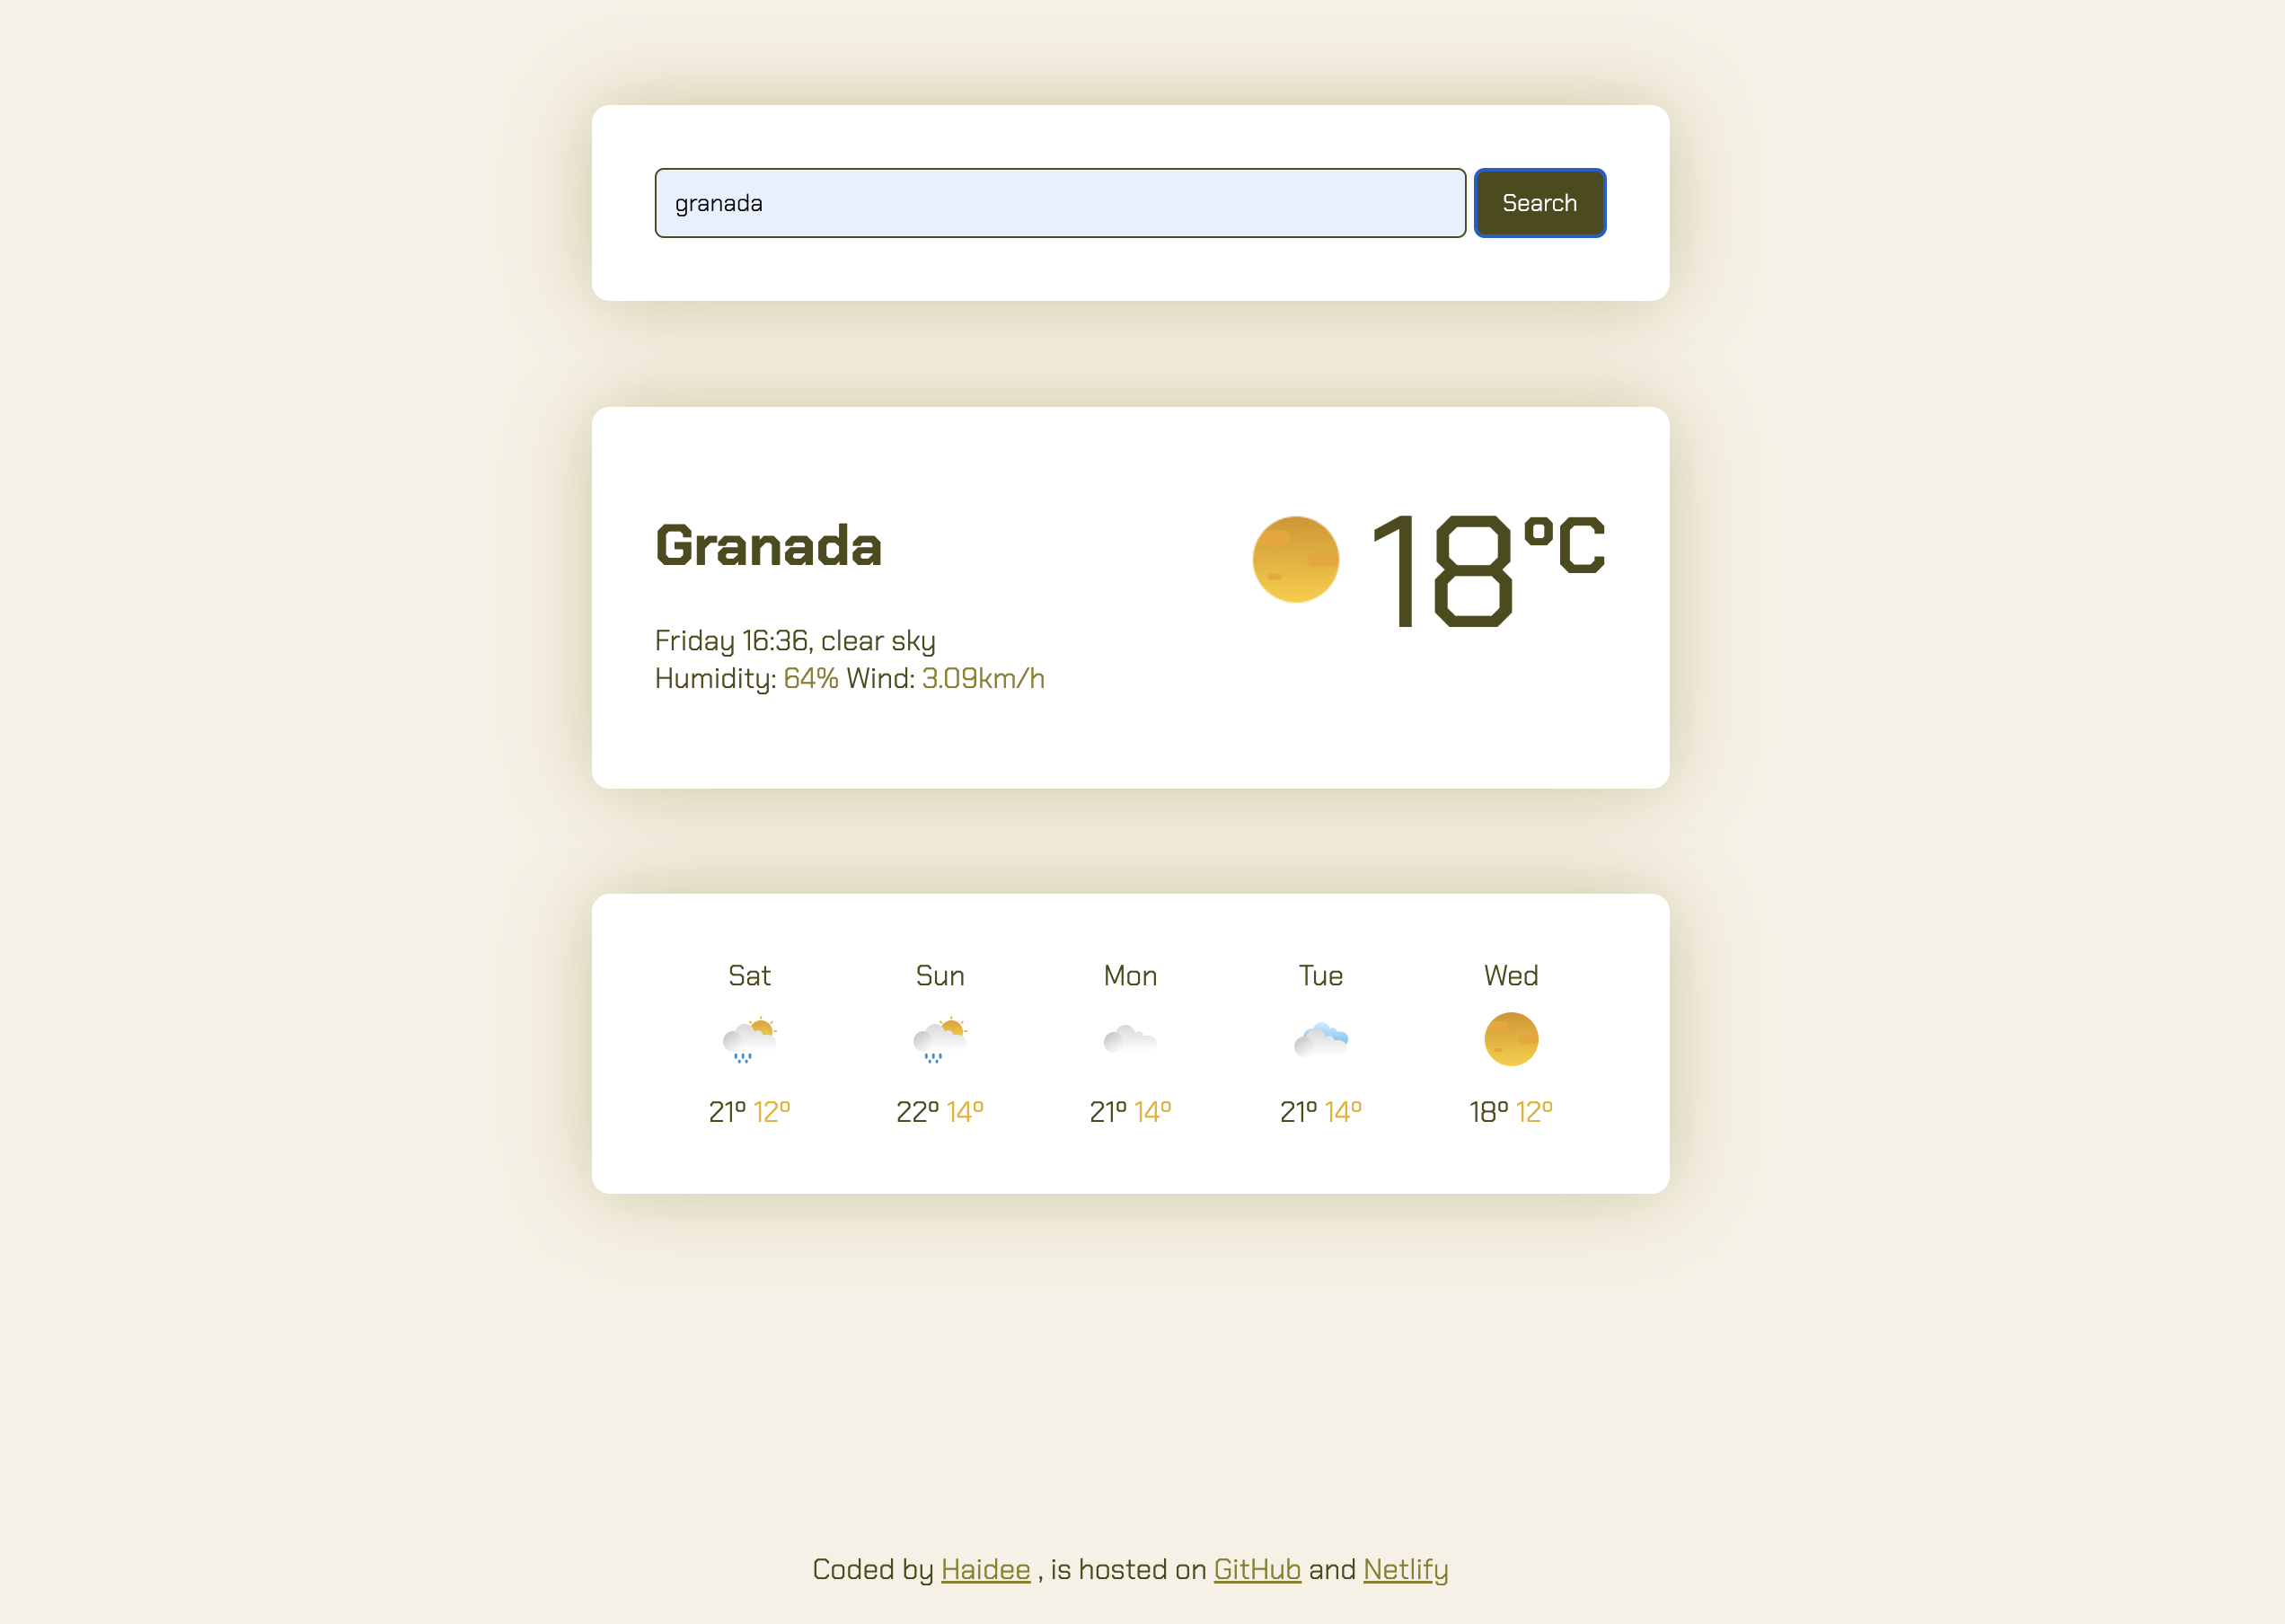 granada
Search
Granada
18°C
Friday 16:36, clear sky
Humidity: 64% Wind: 3.09km/h
Sat Sun Mon Tue Wed
21º 12º 22º 14º 21º 14º 21º 14º 18º 12º
Coded by Haidee , is hosted on GitHub and Netlify